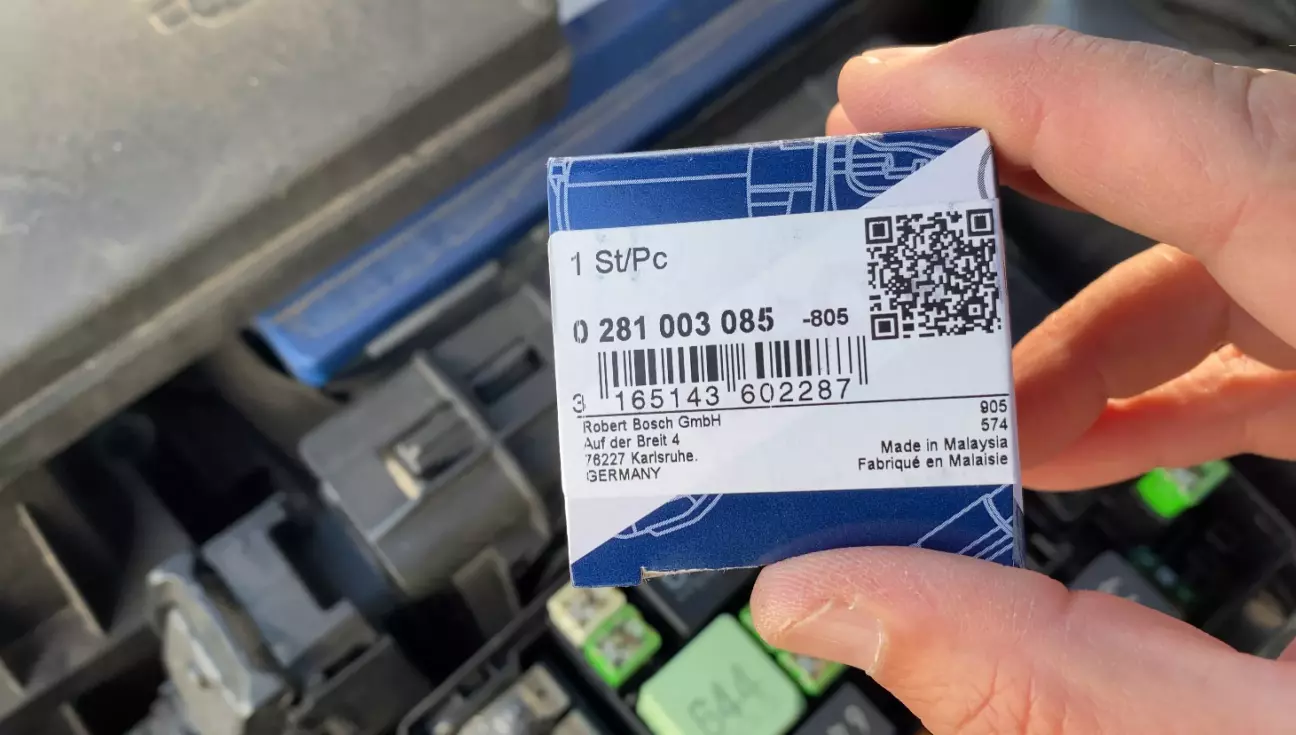 1 St/Pc
0 281 003 085 -805
3 165143 602287
Robert Bosch GmbH
Auf der Breit 4
76227 Karlsruhe.
GERMANY
905
574
Made in Malaysia
Fabriqué en Malaisie
644